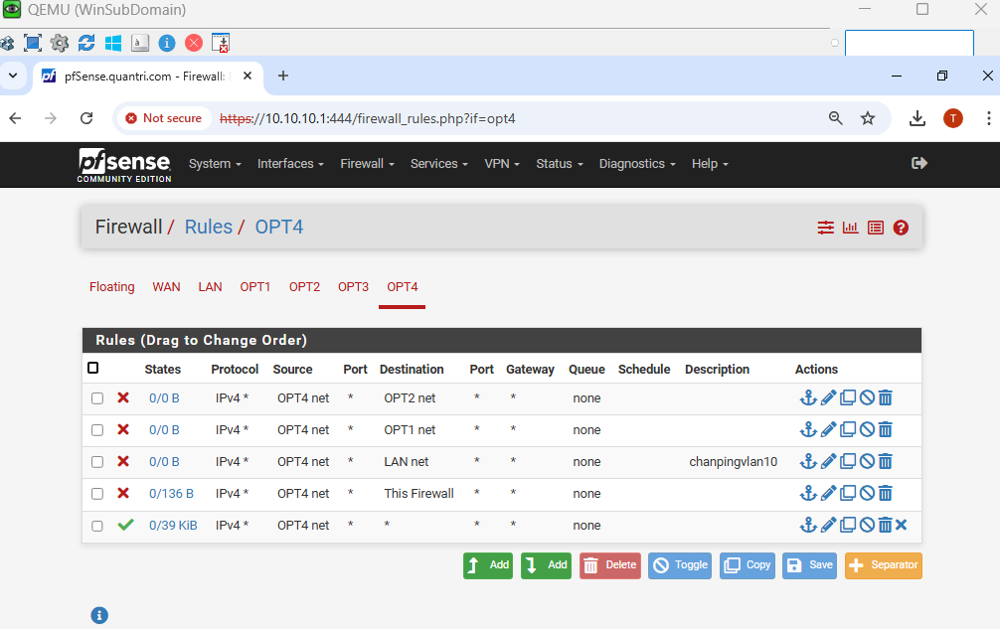 QEMU (WinSubDomain)
pfSense.quantri.com - Firewall:
Not secure https://10.10.10.1:444/firewall_rules.php?if=opt4 T
pfsense System Interfaces Firewall Services VPN Status Diagnostics Help
COMMUNITY EDITION
Firewall / Rules / OPT4
Floating WAN LAN OPT1 OPT2 OPT3 OPT4
Rules (Drag to Change Order)
States Protocol Source Port Destination Port Gateway Queue Schedule Description Actions
0/0 B IPv4 * OPT4 net * OPT2 net * * none
0/0 B IPv4 * OPT4 net * OPT1 net * * none
0/0 B IPv4 * OPT4 net * LAN net * * none chanpingvlan10
0/136 B IPv4 * OPT4 net * This Firewall * * none
0/39 KiB IPv4 * OPT4 net * * * * none
Add Add Delete Toggle Copy Save Separator